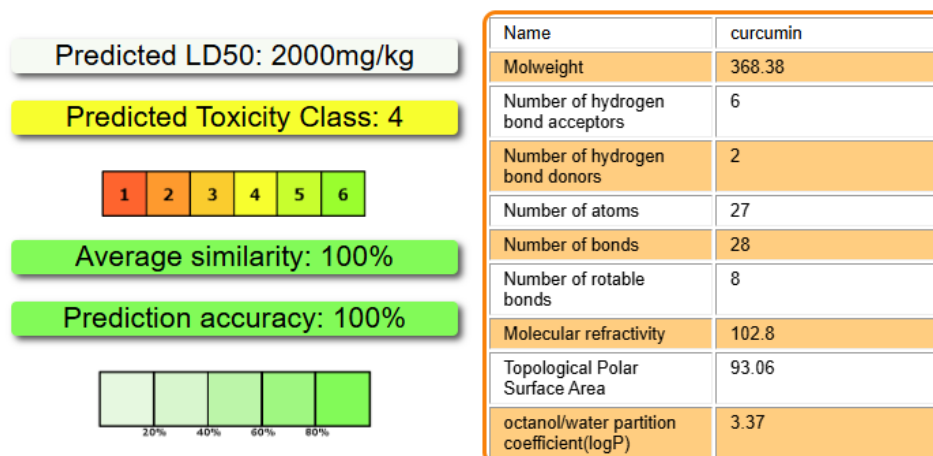 Predicted LD50: 2000mg/kg
Predicted Toxicity Class: 4
1 2 3 4 5 6
Average similarity: 100%
Prediction accuracy: 100%
20% 40% 60% 80%
Name curcumin
Molweight 368.38
Number of hydrogen
bond acceptors 6
Number of hydrogen
bond donors 2
Number of atoms 27
Number of bonds 28
Number of rotable
bonds 8
Molecular refractivity 102.8
Topological Polar
Surface Area 93.06
octanol/water partition
coefficient(logP) 3.37